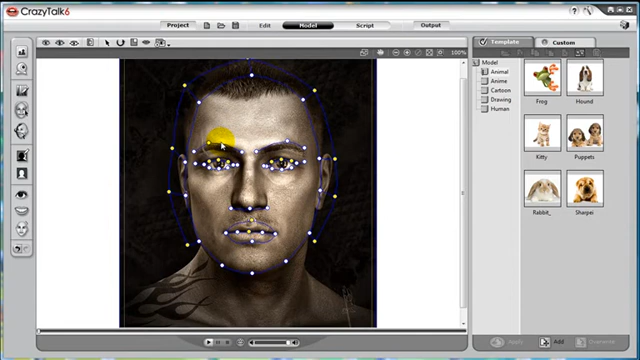 CrazyTalk6
Project
Edit
Model
Script
Output
100%
Template
Custom
Model
Animal
Anime
Cartoon
Drawing
Human
Frog
Hound
Kitty
Puppets
Rabbit_
Sharpei
Apply
Add